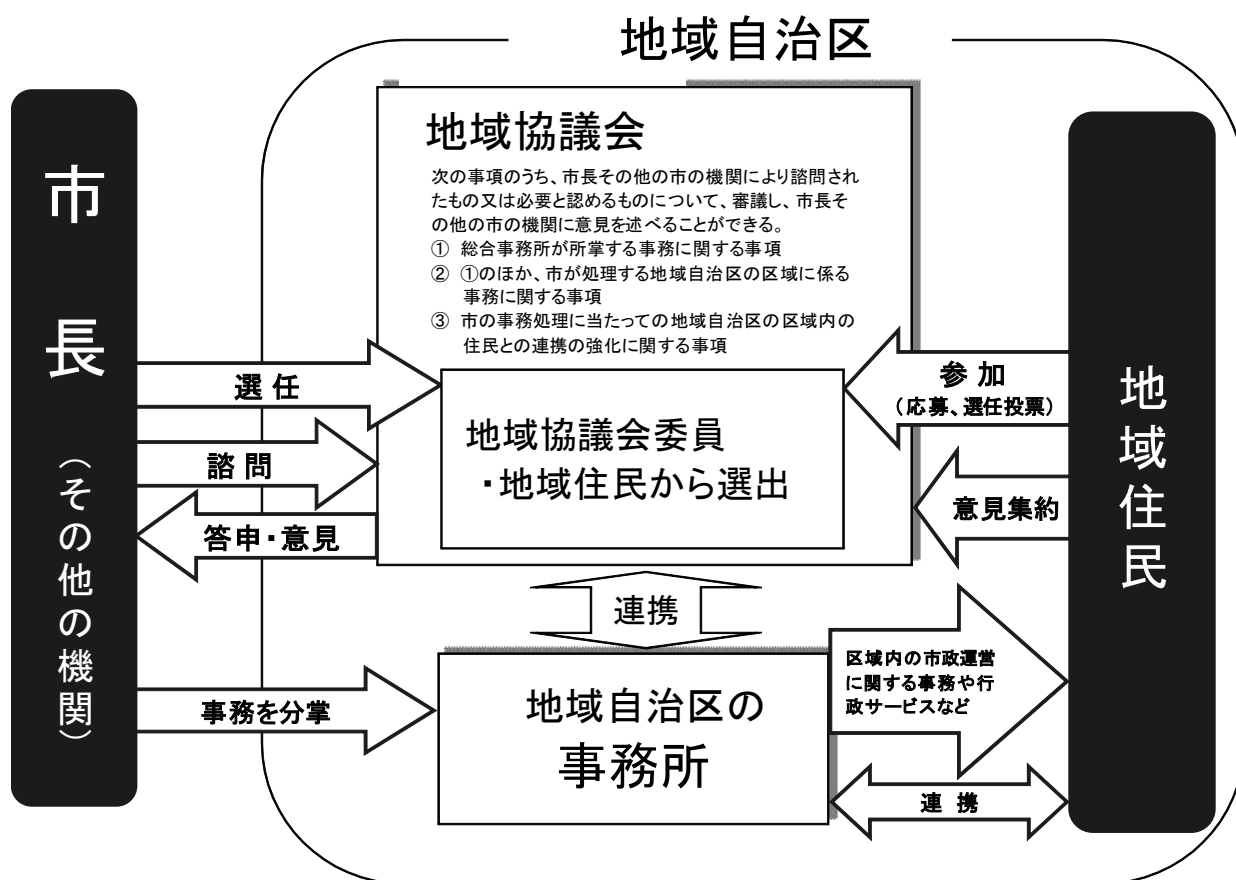 地域自治区
市長
（その他の機関）
地域協議会
次の事項のうち、市長その他の市の機関により諮問され
たもの又は必要と認めるものについて、審議し、市長そ
の他の市の機関に意見を述べることができる。
① 総合事務所が所掌する事務に関する事項
② ①のほか、市が処理する地域自治区の区域に係る
事務に関する事項
③ 市の事務処理に当たっての地域自治区の区域内の
住民との連携の強化に関する事項
選任
諮問
答申・意見
地域協議会委員
・地域住民から選出
参加
（応募、選任投票）
意見集約
地域住民
連携
事務を分掌
地域自治区の
事務所
区域内の市政運営
に関する事務や行
政サービスなど
連携